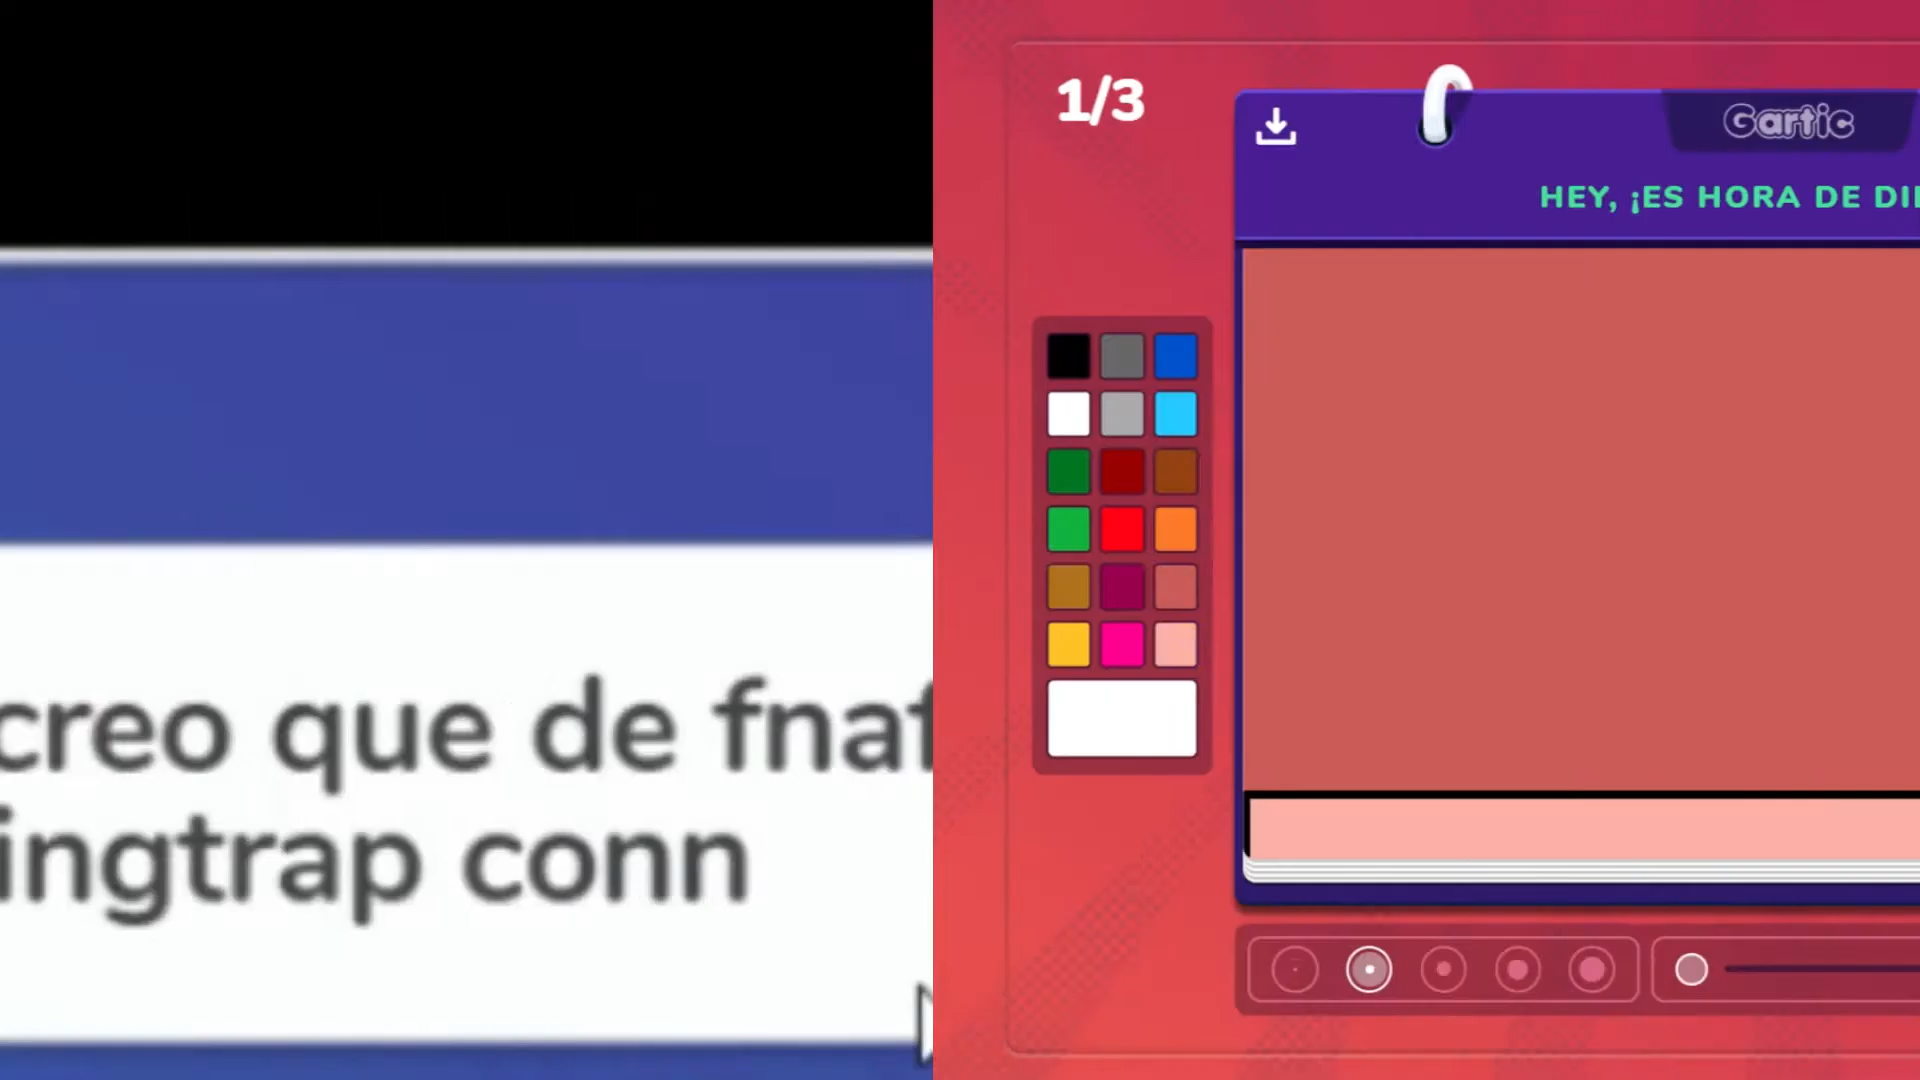 creo que de fnaf
ingtrap conn
1/3
Gartic
HEY, ¡ES HORA DE DI